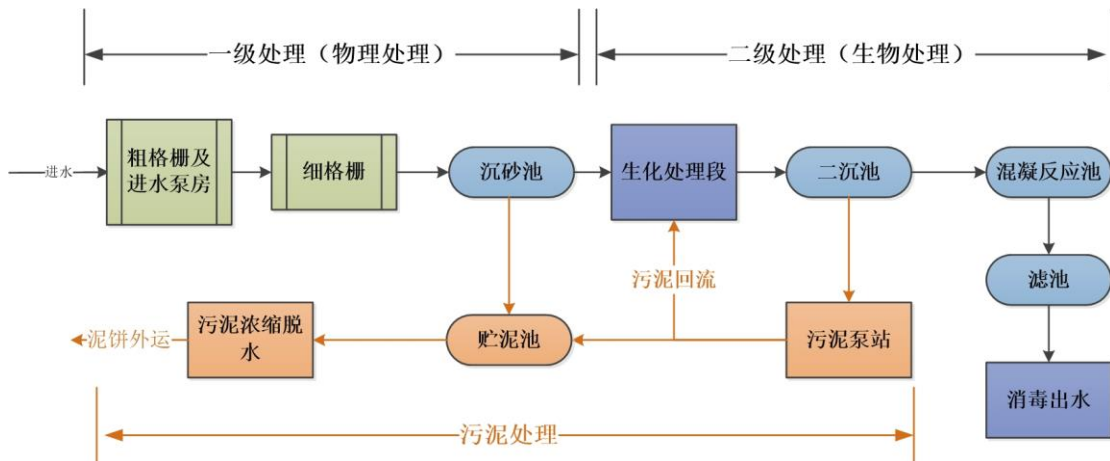 一级处理（物理处理）
二级处理（生物处理）
进水
粗格栅及
进水泵房
细格栅
沉砂池
生化处理段
二沉池
混凝反应池
污泥回流
滤池
泥饼外运
污泥浓缩脱
水
贮泥池
污泥泵站
消毒出水
污泥处理